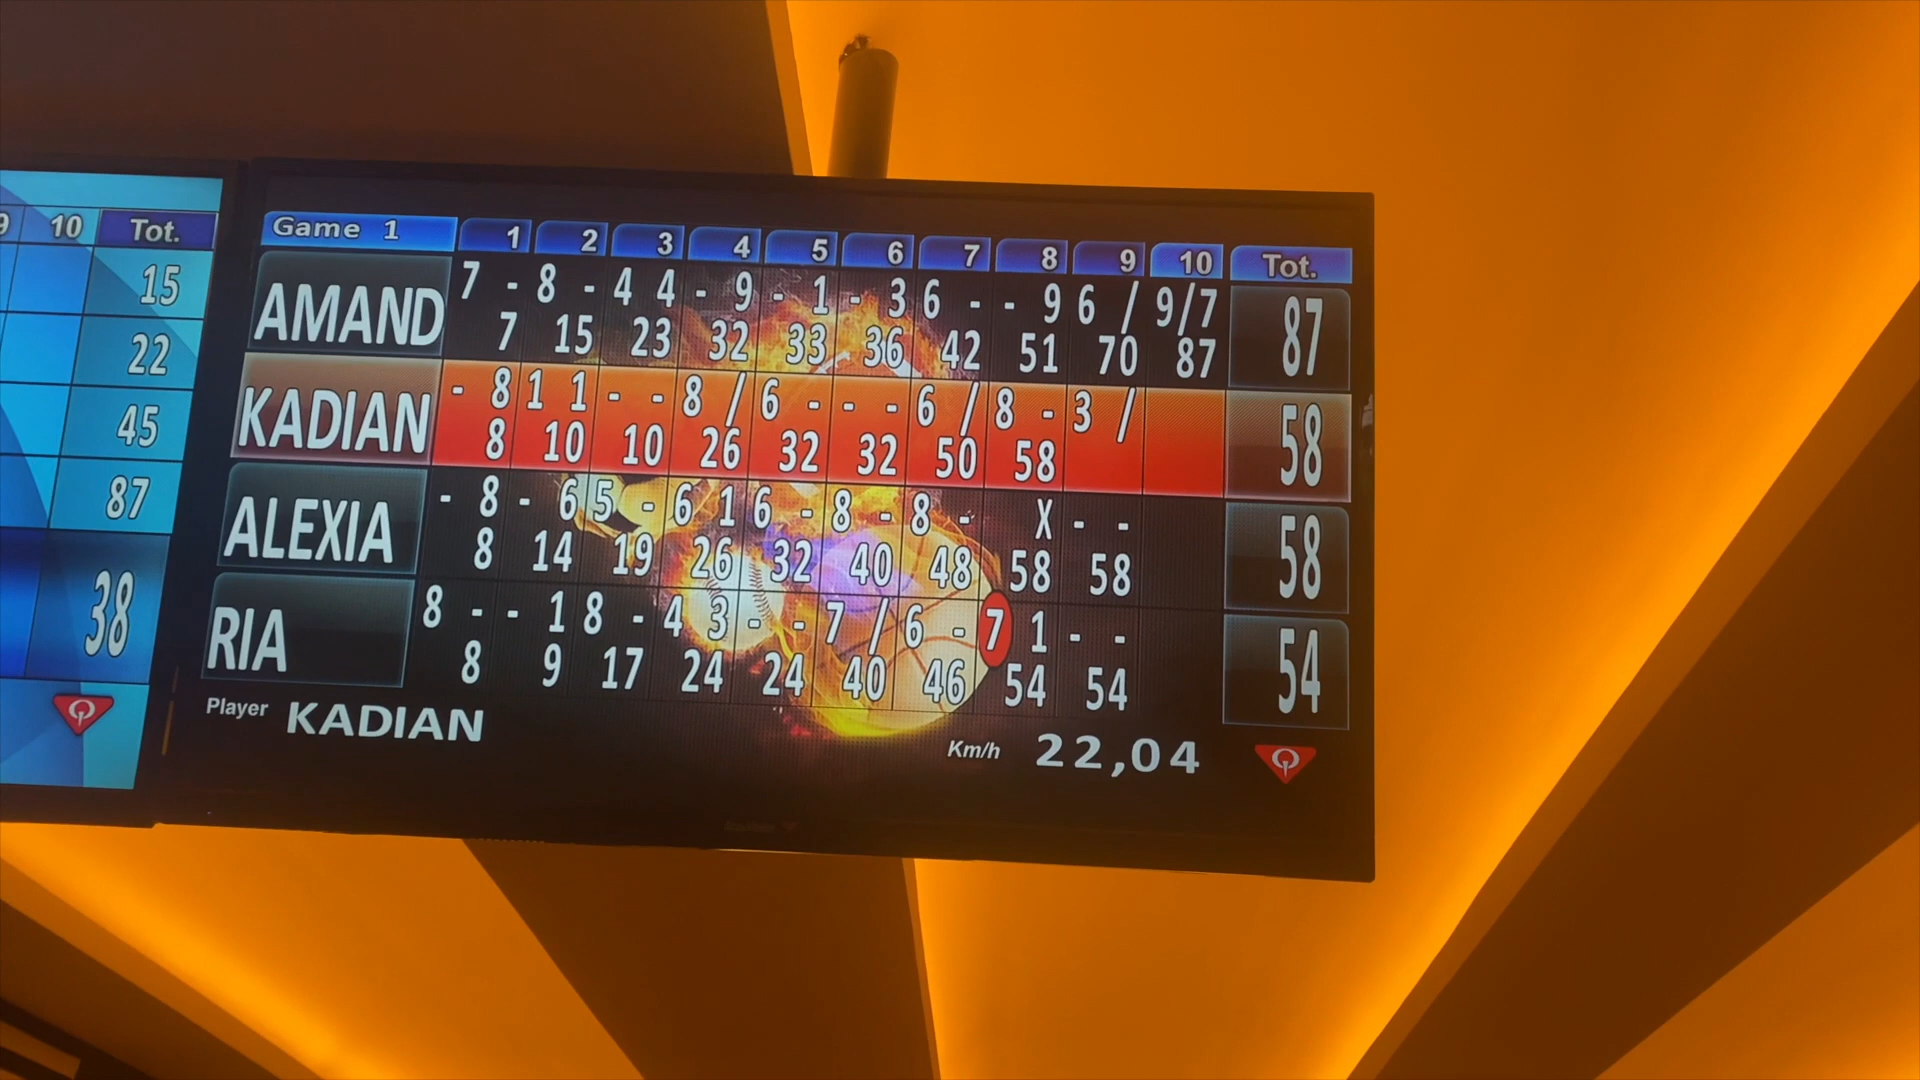 9 10 Tot.
15
22
45
87
38
Game 1 1 2 3 4 5 6 7 8 9 10 Tot.
AMAND 7 - 8 - 4 4 - 9 - 1 - 3 6 - - 9 6 / 9/7 87
7 15 23 32 33 36 42 51 70 87
KADIAN - 8 1 1 - - 8 / 6 - - - 6 / 8 - 3 / 58
8 10 10 26 32 32 50 58
ALEXIA - 8 - 6 5 - 6 1 6 - 8 - 8 - X - - 58
8 14 19 26 32 40 48 58 58
RIA 8 - - 1 8 - 4 3 - - 7 / 6 - 7 1 - - 54
8 9 17 24 24 40 46 54 54
Player KADIAN
Km/h 22,04